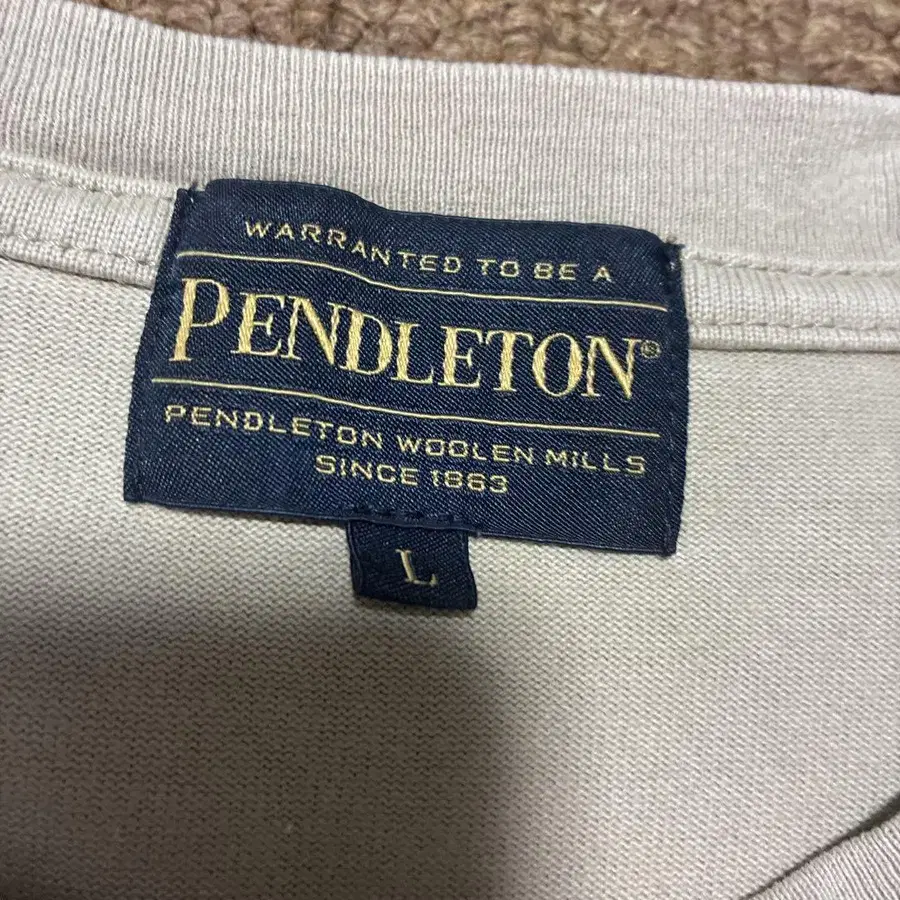 WARRANTED TO BE A
PENDLETON®
PENDLETON WOOLEN MILLS
SINCE 1863
L